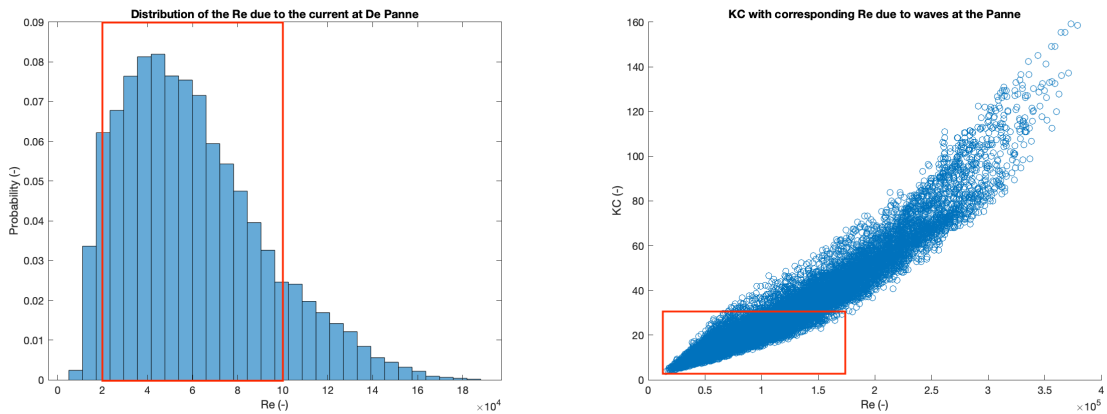 Distribution of the Re due to the current at De Panne
0.09
0.08
0.07
0.06
0.05
0.04
0.03
0.02
0.01
0
Probability (-)
0 2 4 6 8 10 12 14 16 18
Re (-)
×10⁴
KC with corresponding Re due to waves at the Panne
160
140
120
100
80
60
40
20
0
KC (-)
0 0.5 1 1.5 2 2.5 3 3.5 4
Re (-)
×10⁵